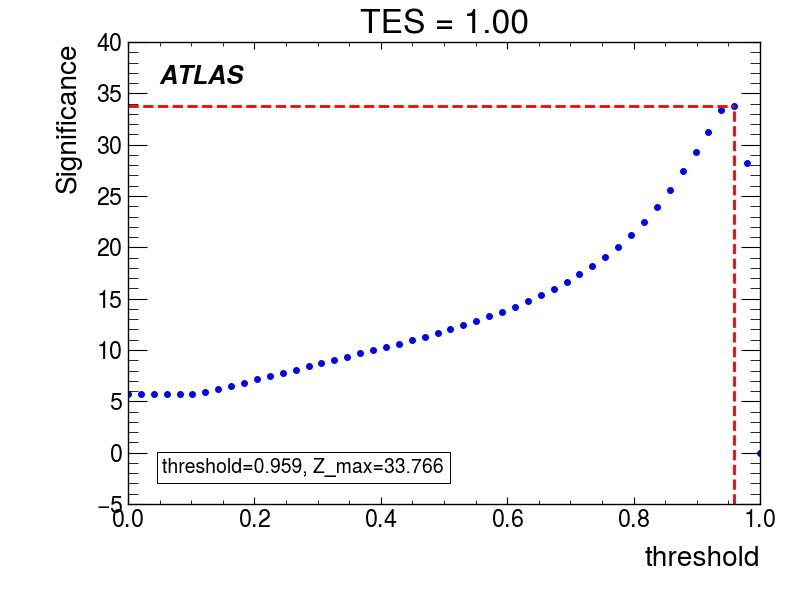 TES = 1.00
40
35
30
25
20
15
10
5
0
−5
Significance
ATLAS
threshold=0.959, Z_max=33.766
0.0 0.2 0.4 0.6 0.8 1.0
threshold